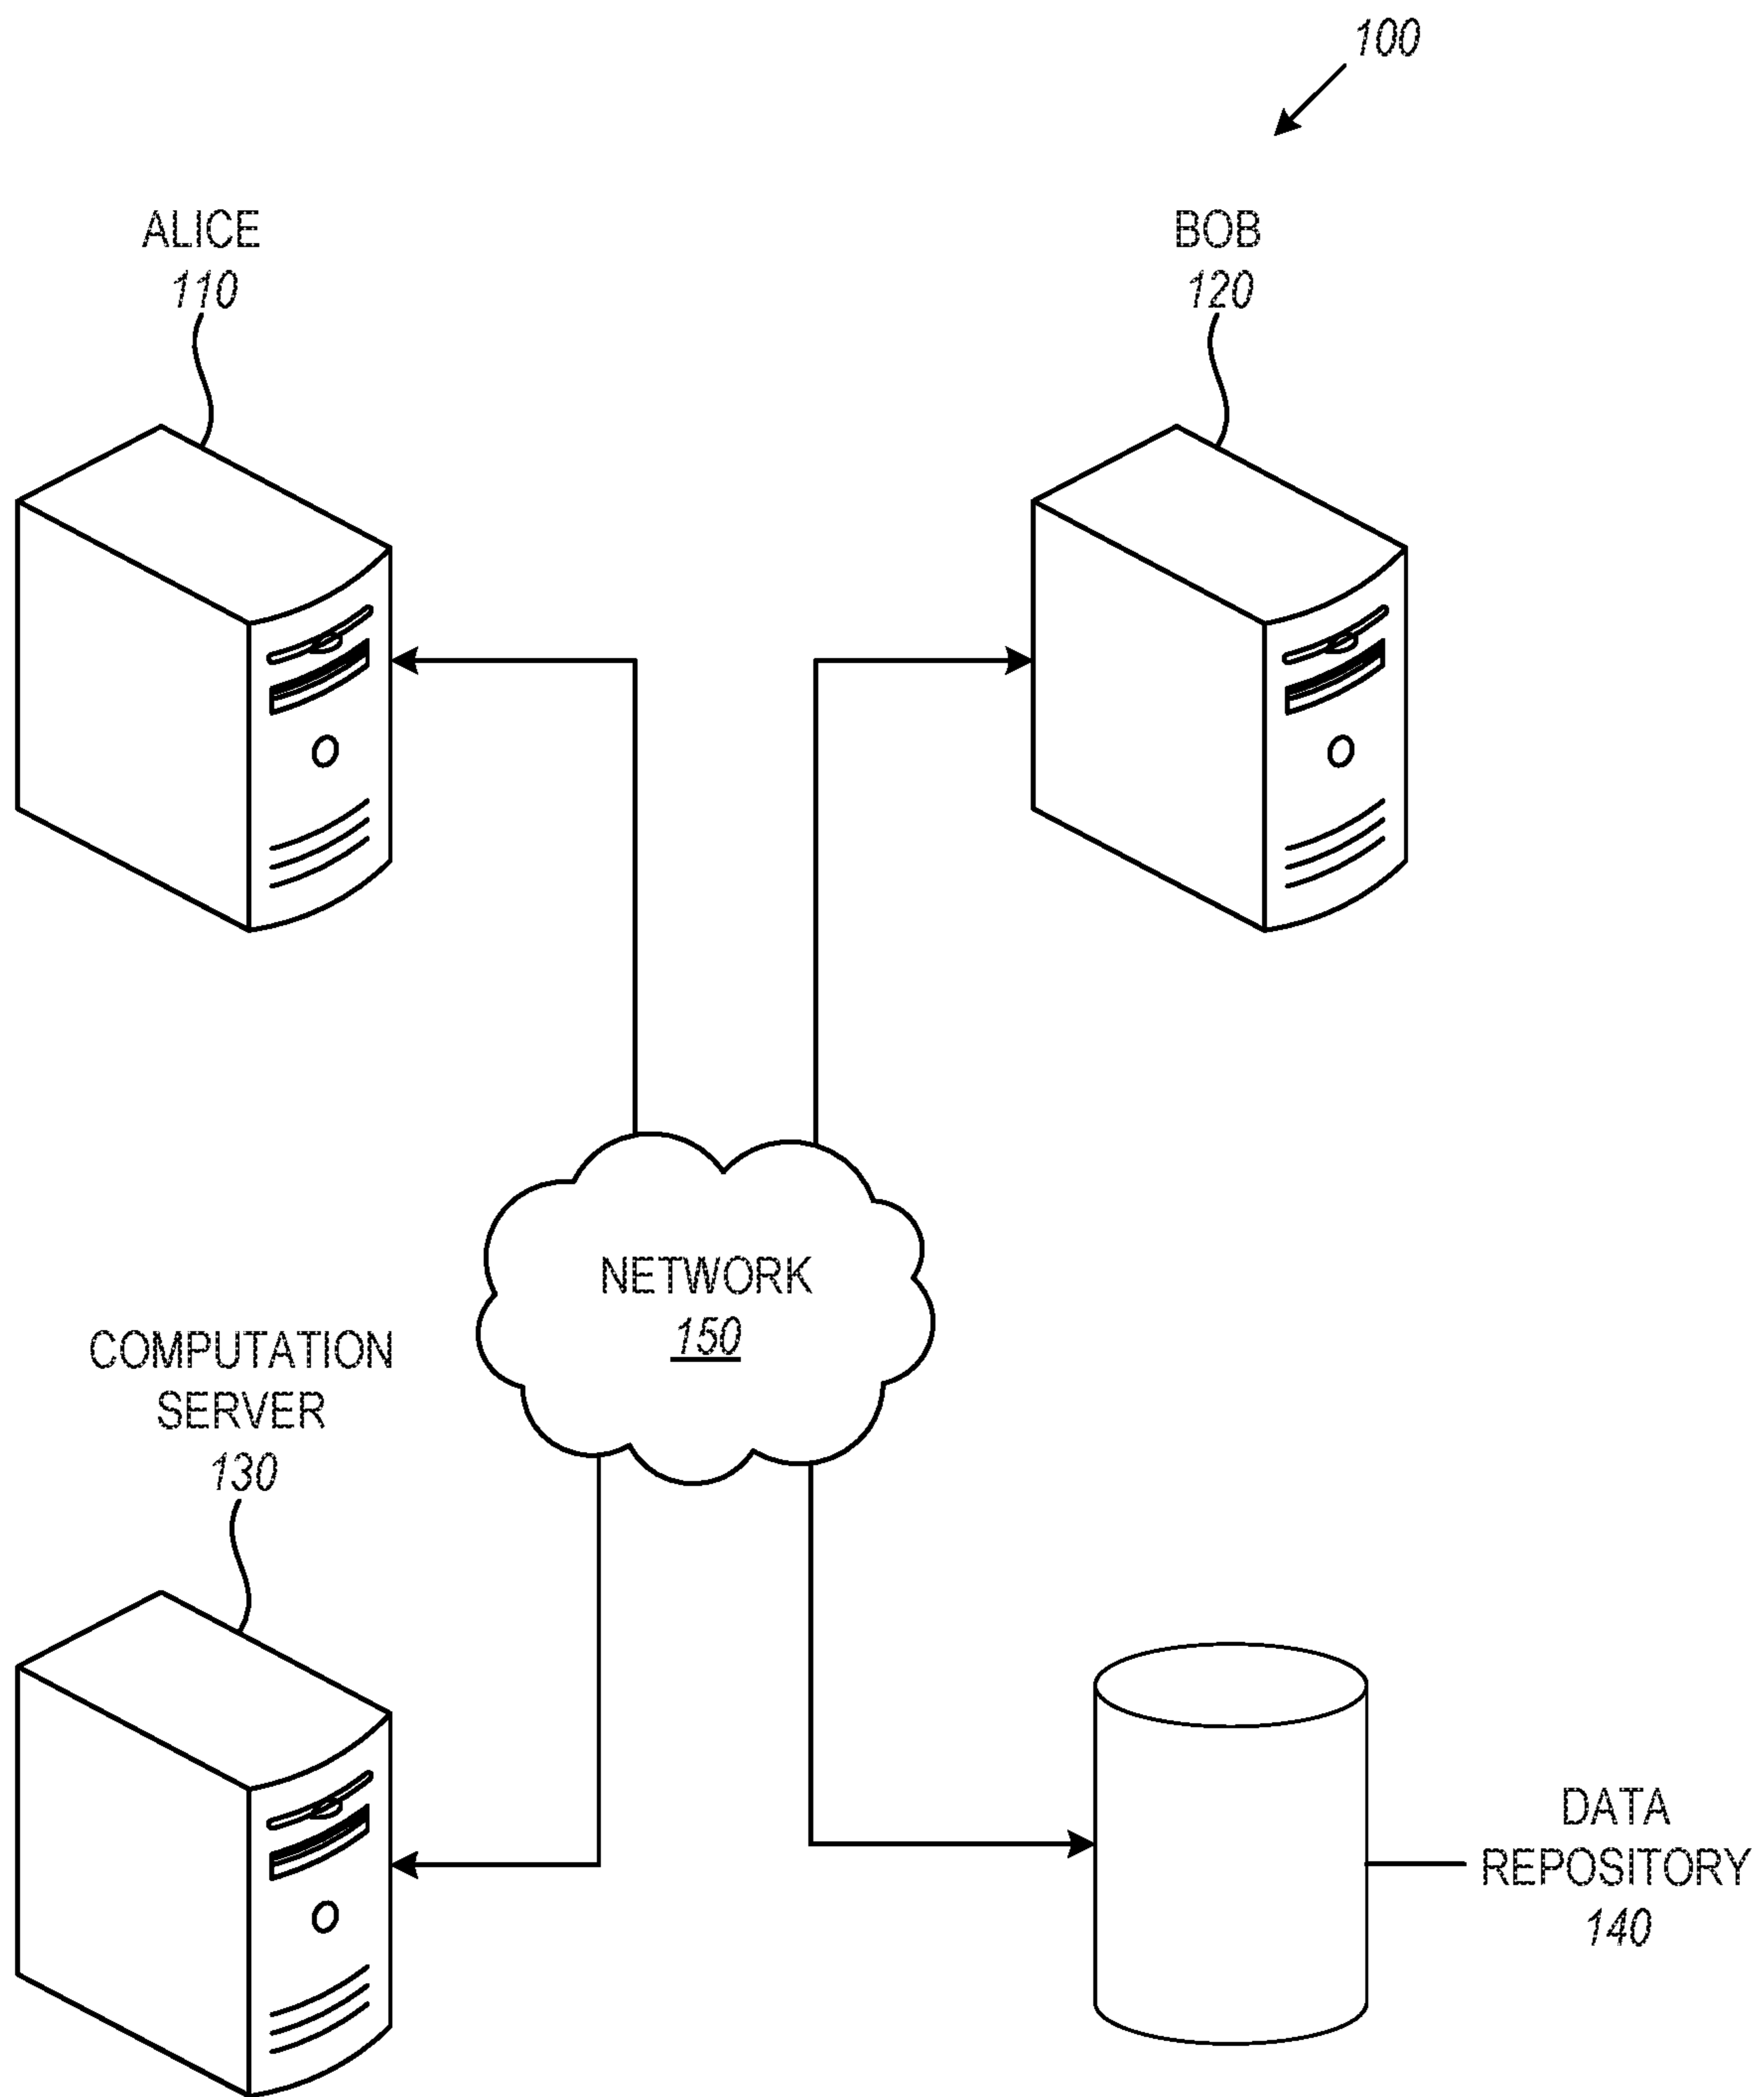 100
ALICE
110
BOB
120
NETWORK
150
COMPUTATION
SERVER
130
DATA
REPOSITORY
140